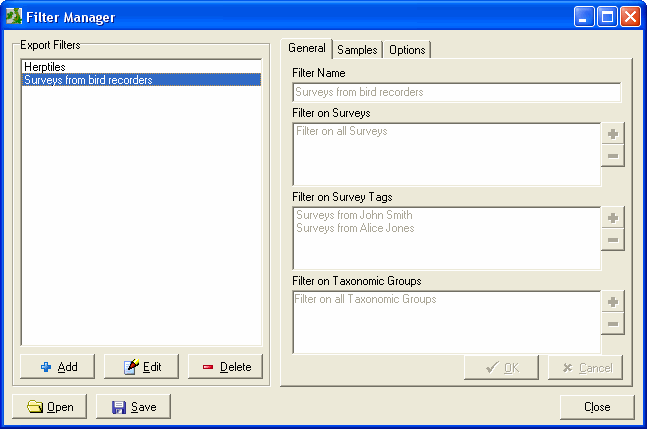 Filter Manager
Export Filters
Herptiles
Surveys from bird recorders
Add
Edit
Delete
Open
Save
General
Samples
Options
Filter Name
Surveys from bird recorders
Filter on Surveys
Filter on all Surveys
Filter on Survey Tags
Surveys from John Smith
Surveys from Alice Jones
Filter on Taxonomic Groups
Filter on all Taxonomic Groups
OK
Cancel
Close